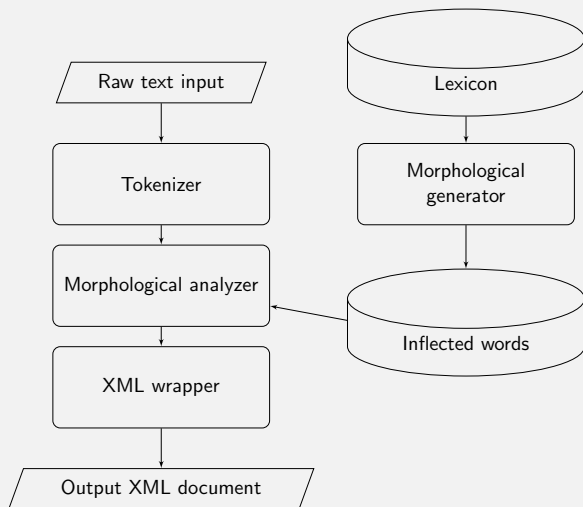 Raw text input
Tokenizer
Morphological analyzer
XML wrapper
Output XML document
Lexicon
Morphological
generator
Inflected words